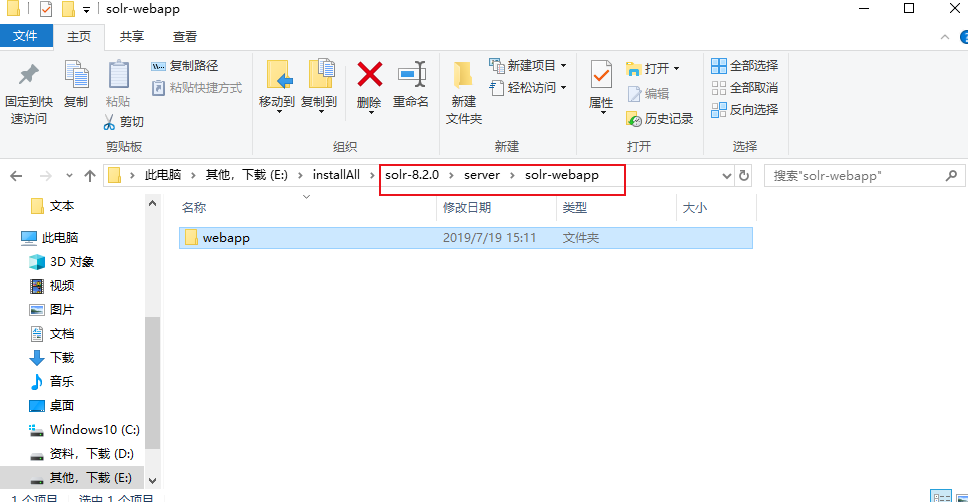 solr-webapp
文件 主页 共享 查看
固定到快速访问
复制
粘贴
复制路径
粘贴快捷方式
剪切
移动到
复制到
删除
重命名
新建文件夹
新建项目
轻松访问
属性
打开
编辑
历史记录
全部选择
全部取消
反向选择
剪贴板 组织 新建 打开 选择
此电脑 其他，下载 (E:) installAll solr-8.2.0 server solr-webapp
搜索"solr-webapp"
名称 修改日期 类型 大小
webapp 2019/7/19 15:11 文件夹
文本
此电脑
3D 对象
视频
图片
文档
下载
音乐
桌面
Windows10 (C:)
资料，下载 (D:)
其他，下载 (E:)
1 个项目 选中 1 个项目